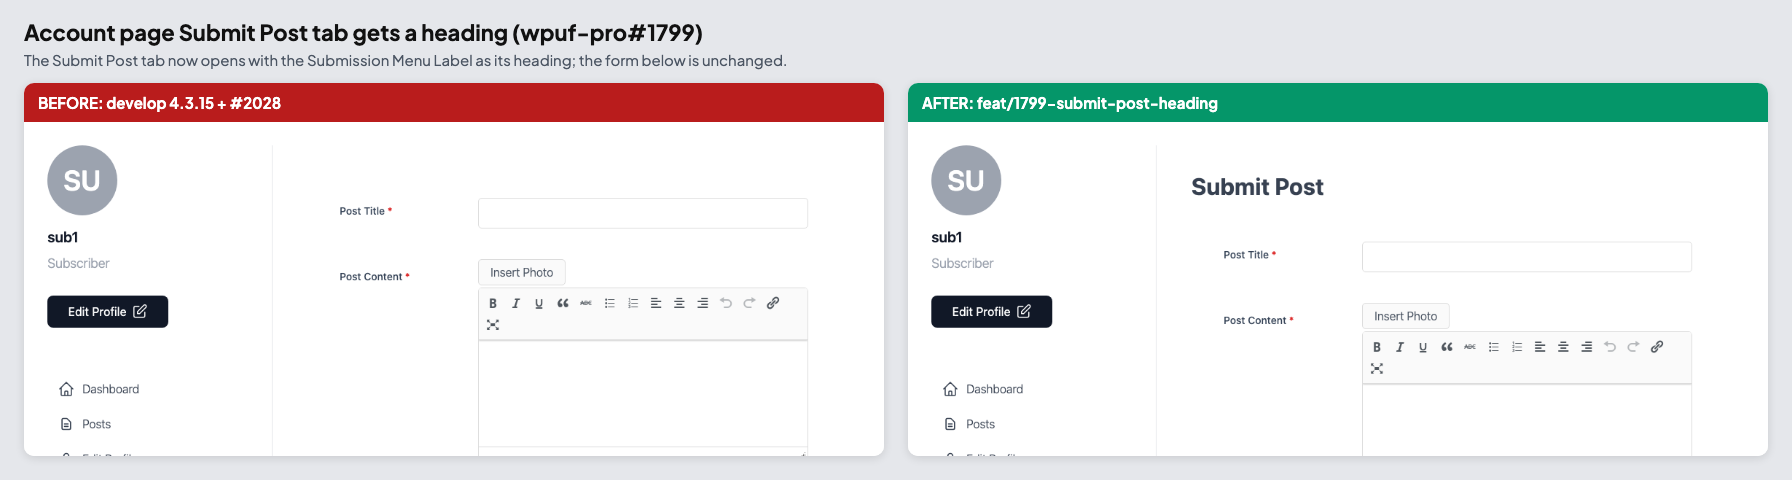 Account page Submit Post tab gets a heading (wpuf-pro#1799)
The Submit Post tab now opens with the Submission Menu Label as its heading; the form below is unchanged.
BEFORE: develop 4.3.15 + #2028
SU
sub1
Subscriber
Edit Profile
Dashboard
Posts
Post Title *
Post Content *
Insert Photo
B I U “ ABC
AFTER: feat/1799-submit-post-heading
SU
sub1
Subscriber
Edit Profile
Dashboard
Posts
Submit Post
Post Title *
Post Content *
Insert Photo
B I U “ ABC